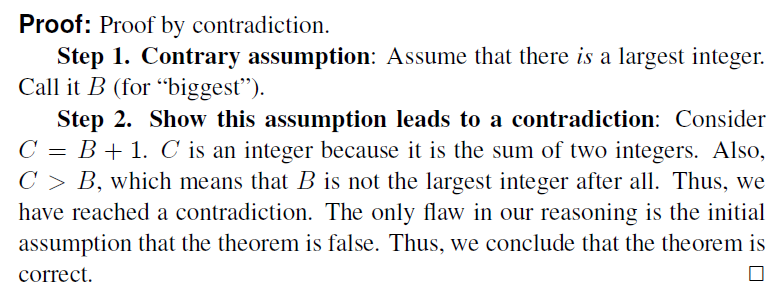 Proof: Proof by contradiction.
Step 1. Contrary assumption: Assume that there is a largest integer.
Call it B (for “biggest”).
Step 2. Show this assumption leads to a contradiction: Consider
C = B + 1. C is an integer because it is the sum of two integers. Also,
C > B, which means that B is not the largest integer after all. Thus, we
have reached a contradiction. The only flaw in our reasoning is the initial
assumption that the theorem is false. Thus, we conclude that the theorem is
correct. □